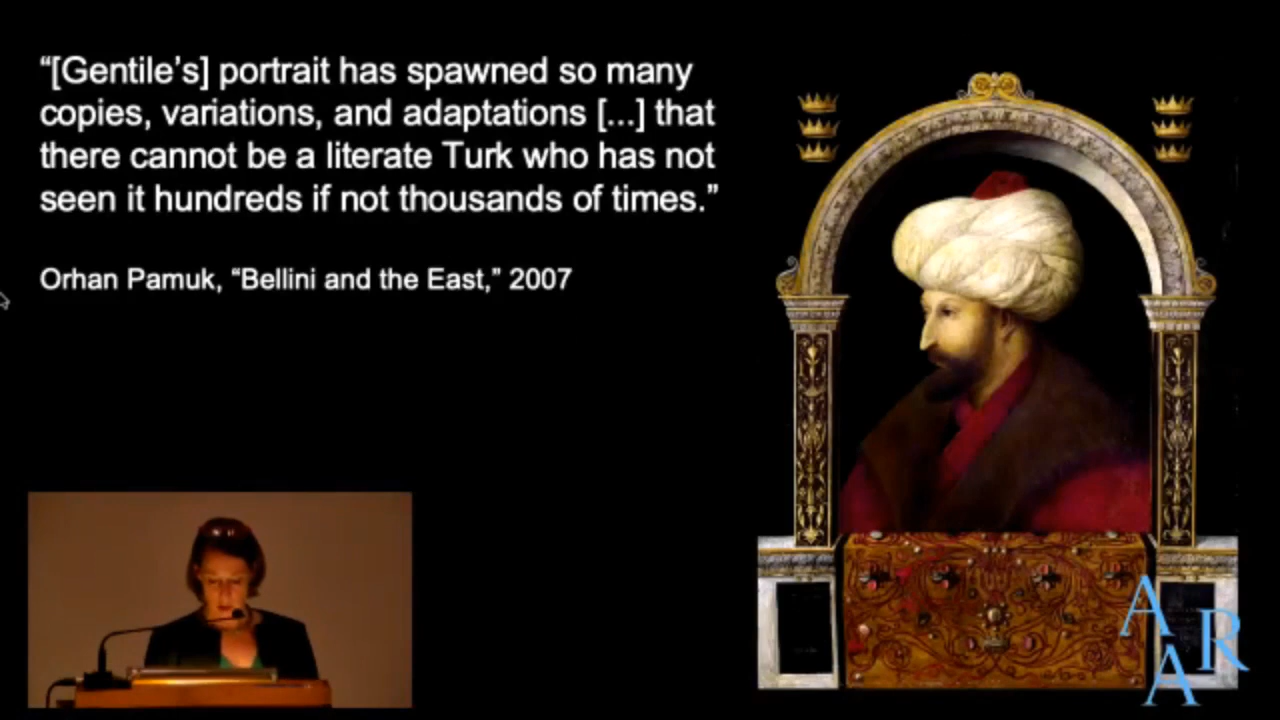 “[Gentile’s] portrait has spawned so many
copies, variations, and adaptations [...] that
there cannot be a literate Turk who has not
seen it hundreds if not thousands of times.”
Orhan Pamuk, “Bellini and the East,” 2007
A
A R